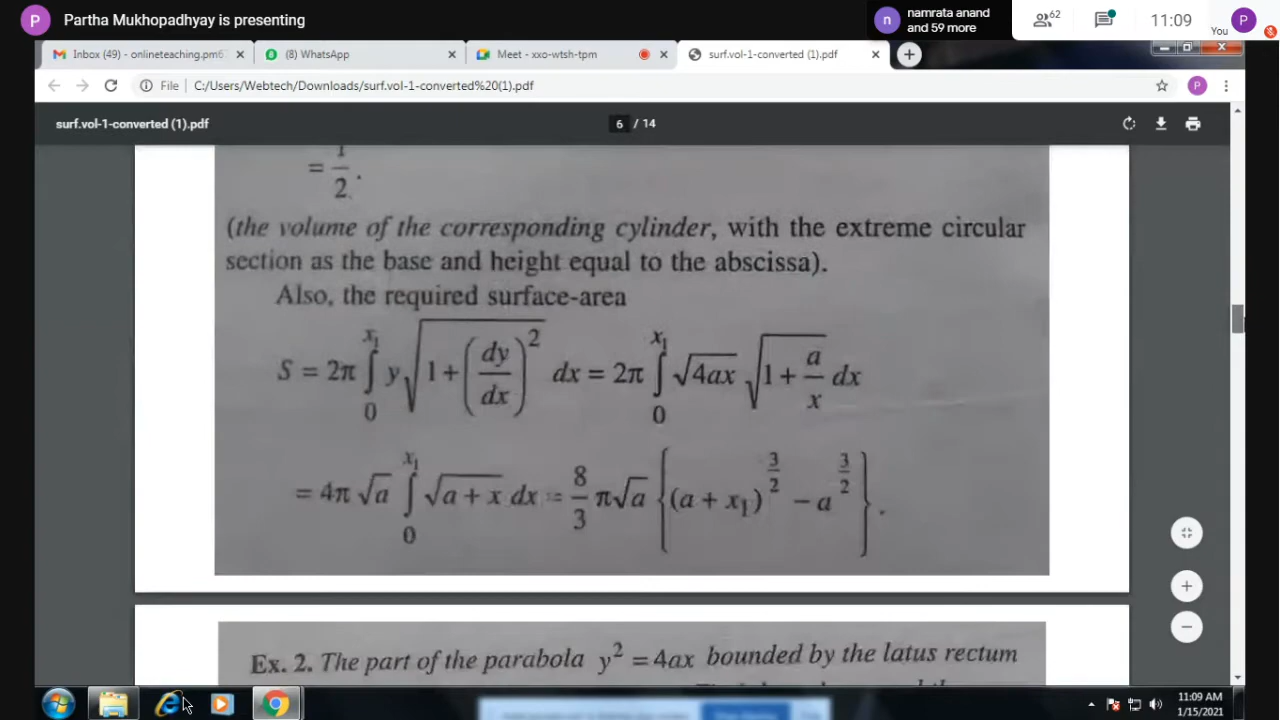 P Partha Mukhopadhyay is presenting
n namrata anand
and 59 more
62
11:09
You
P
Inbox (49) - onlineteaching.pm6
(8) WhatsApp
Meet - xxo-wtsh-tpm
surf.vol-1-converted (1).pdf
File C:/Users/Webtech/Downloads/surf.vol-1-converted%20(1).pdf
P
surf.vol-1-converted (1).pdf
6 / 14
= 1/2.
(the volume of the corresponding cylinder, with the extreme circular
section as the base and height equal to the abscissa).
Also, the required surface-area
S = 2π ∫₀^{x₁} y √(1 + (dy/dx)²) dx = 2π ∫₀^{x₁} √4ax √(1 + a/x) dx
= 4π √a ∫₀^{x₁} √(a + x) dx = 8/3 π√a {(a + x₁)^{3/2} − a^{3/2}}.
Ex. 2. The part of the parabola y² = 4ax bounded by the latus rectum
11:09 AM
1/15/2021